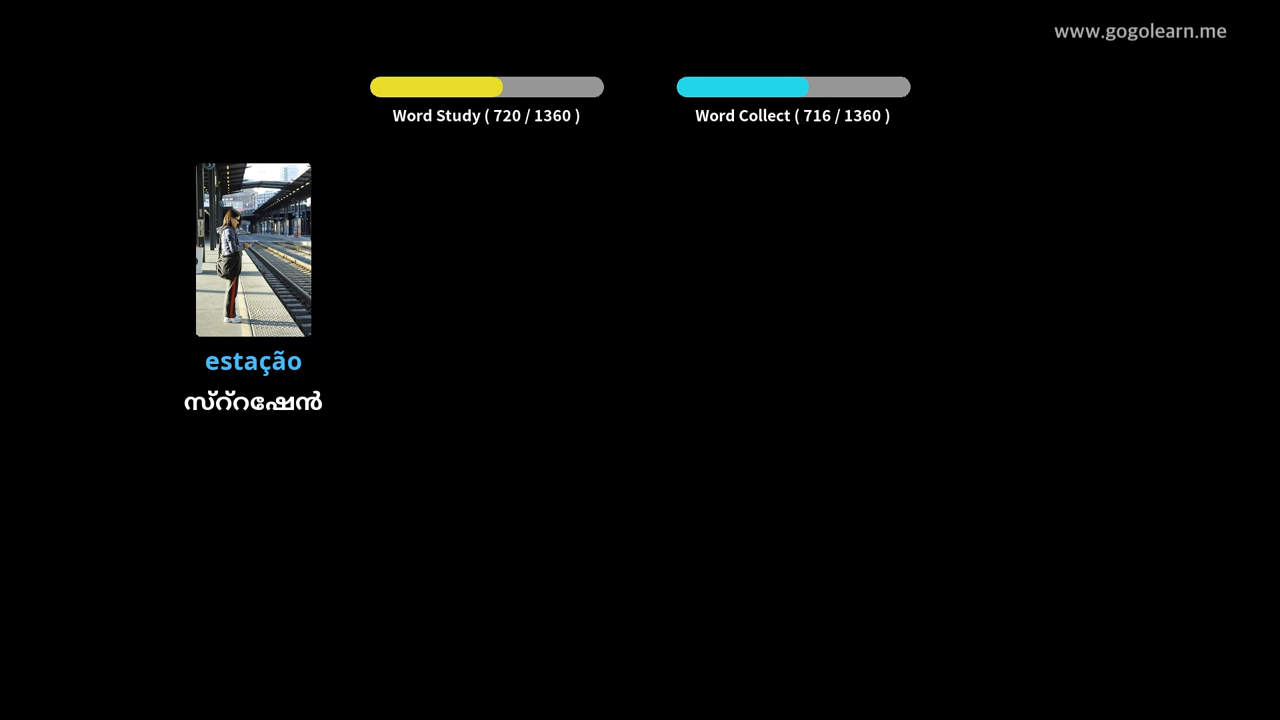 www.gogolearn.me
Word Study ( 720 / 1360 )
Word Collect ( 716 / 1360 )
estação
സ്റ്റേഷൻ